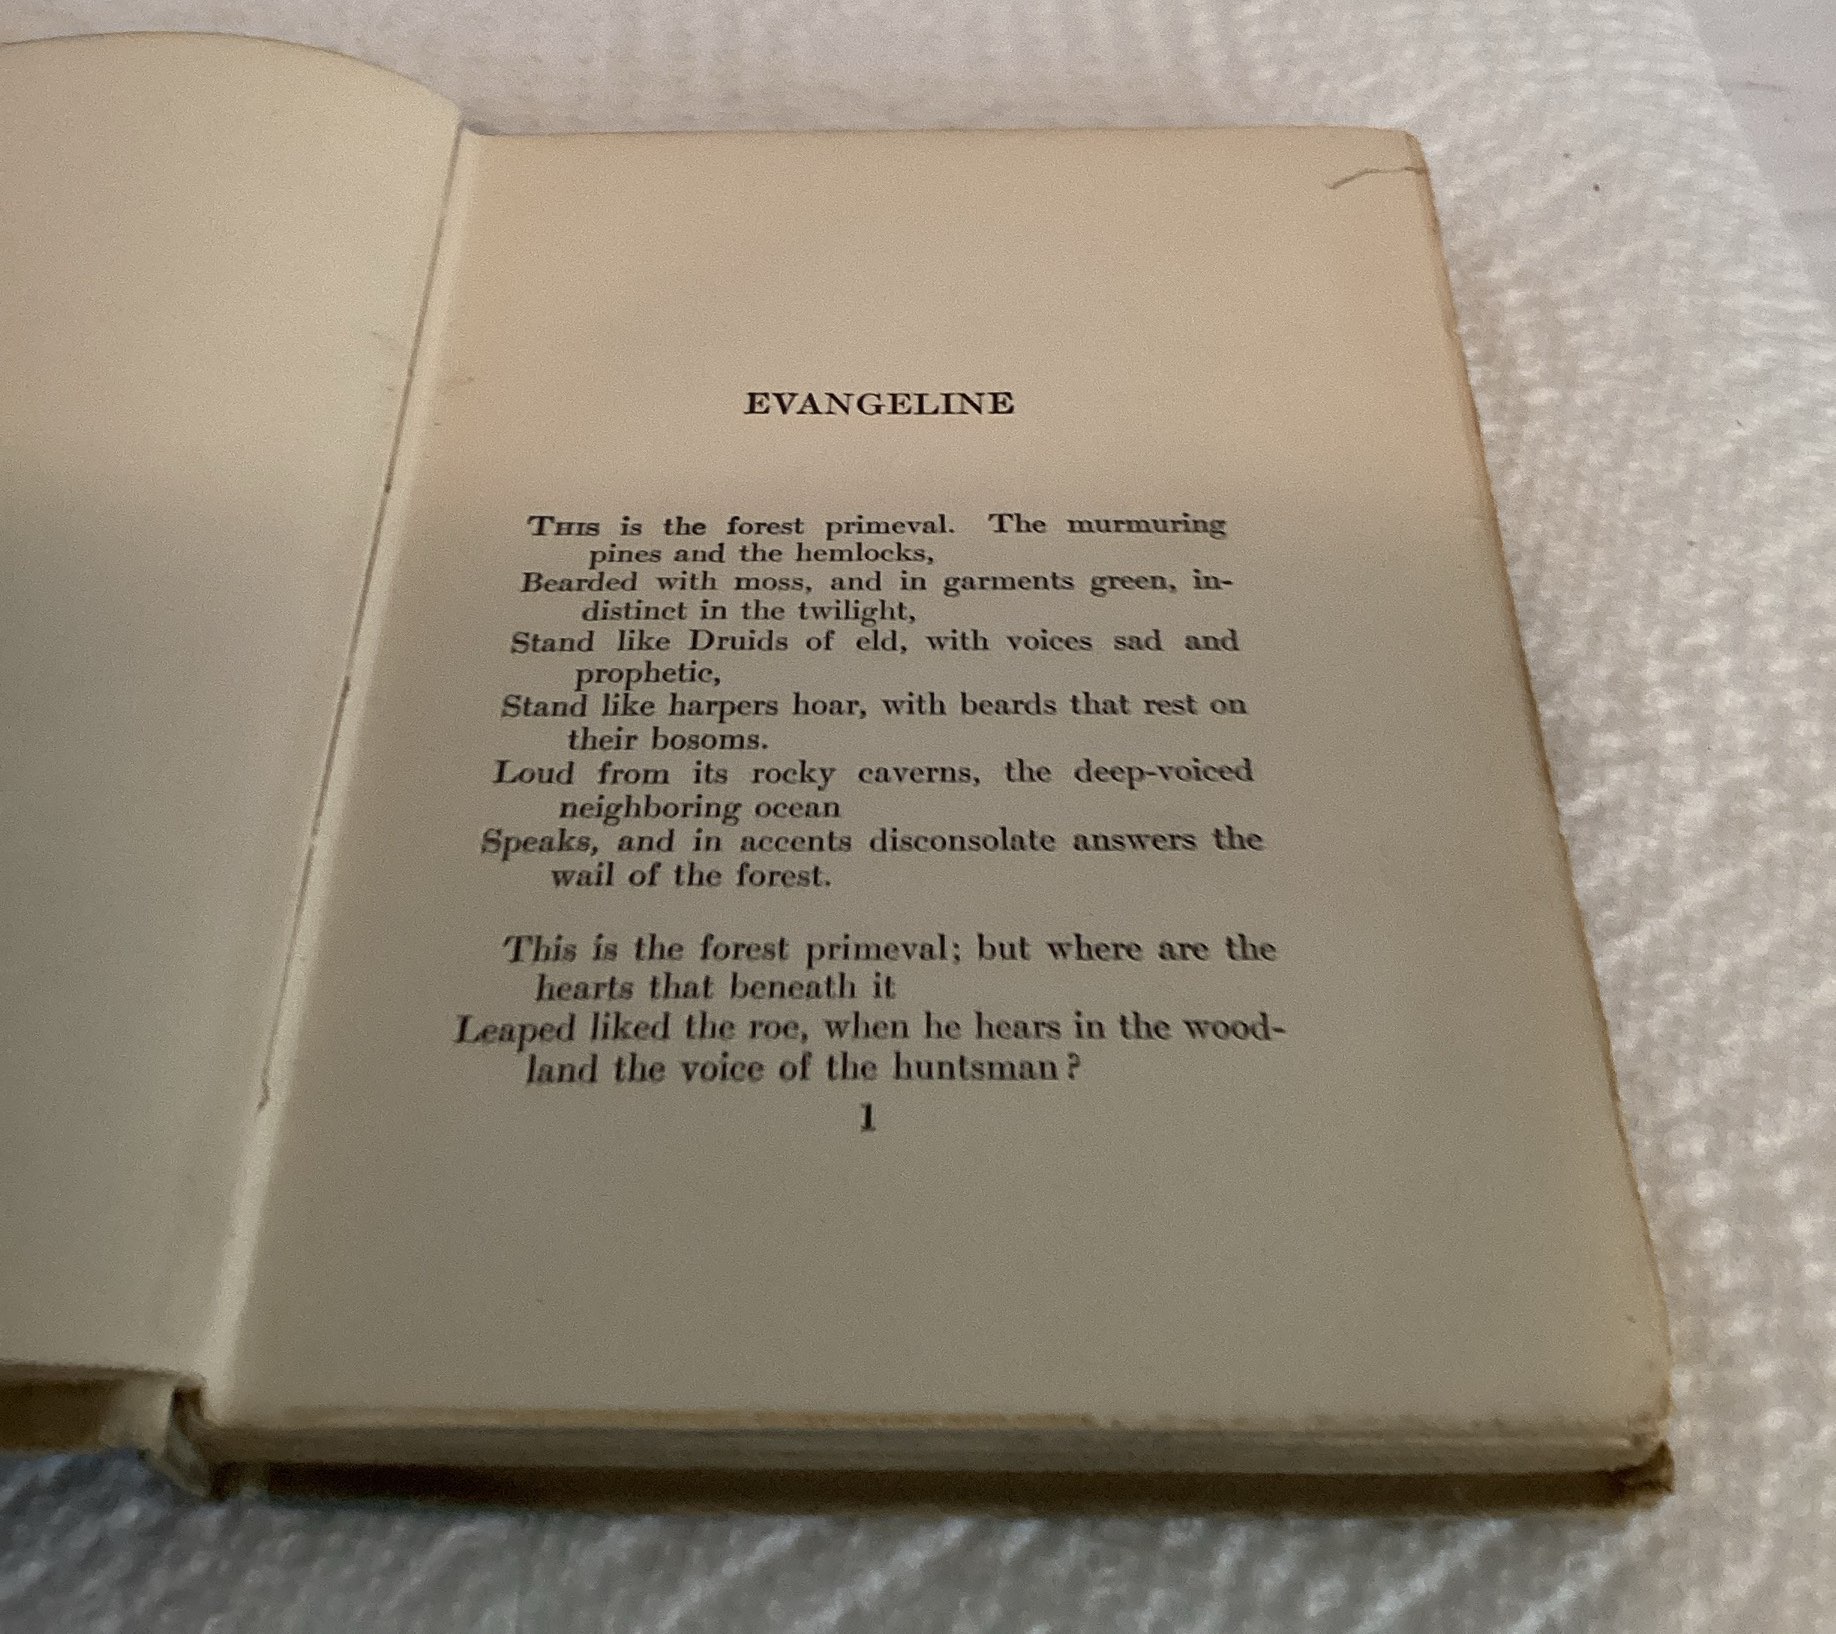 EVANGELINE
THIS is the forest primeval. The murmuring
pines and the hemlocks,
Bearded with moss, and in garments green, in-
distinct in the twilight,
Stand like Druids of eld, with voices sad and
prophetic,
Stand like harpers hoar, with beards that rest on
their bosoms.
Loud from its rocky caverns, the deep-voiced
neighboring ocean
Speaks, and in accents disconsolate answers the
wail of the forest.
This is the forest primeval; but where are the
hearts that beneath it
Leaped liked the roe, when he hears in the wood-
land the voice of the huntsman?
1